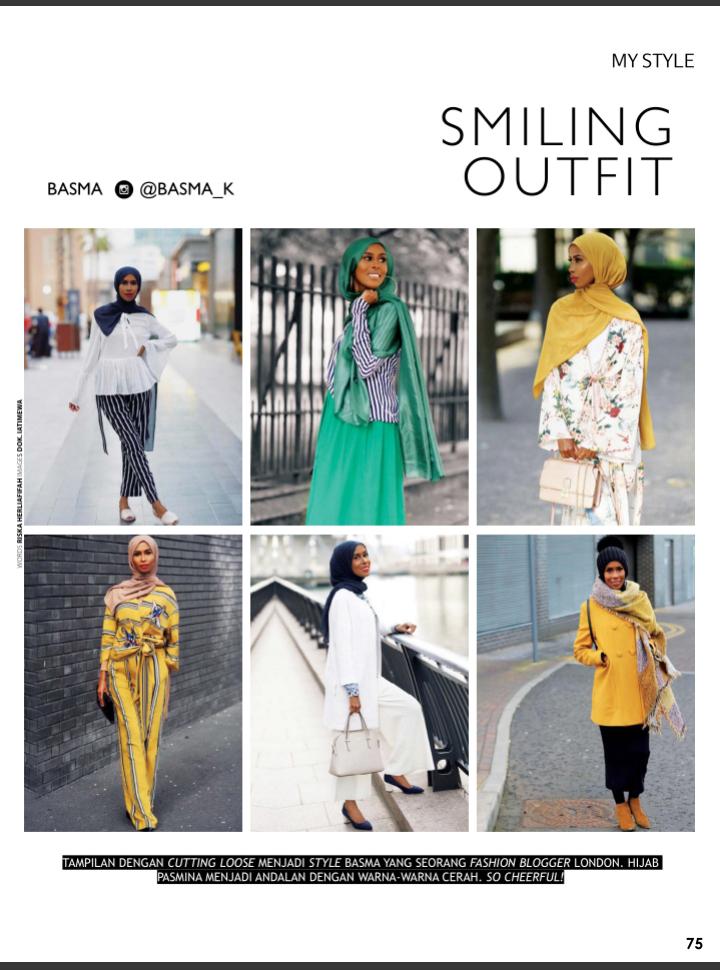 MY STYLE
SMILING
OUTFIT
BASMA @BASMA_K
WORDS RISKA HERLIAFIFAH IMAGES DOK. IATIMEWA
TAMPILAN DENGAN CUTTING LOOSE MENJADI STYLE BASMA YANG SEORANG FASHION BLOGGER LONDON. HIJAB
PASMINA MENJADI ANDALAN DENGAN WARNA-WARNA CERAH. SO CHEERFUL!
75